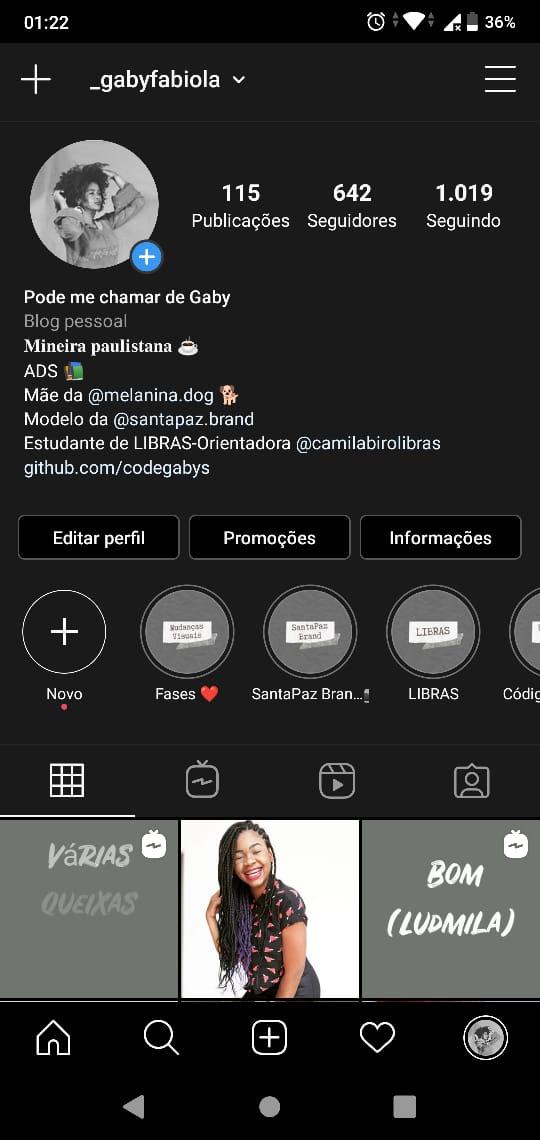 01:22
36%
_gabyfabiola
115
642
1.019
Publicações
Seguidores
Seguindo
Pode me chamar de Gaby
Blog pessoal
Mineira paulistana ☕
ADS 📚
Mãe da @melanina.dog 🐕
Modelo da @santapaz.brand
Estudante de LIBRAS-Orientadora @camilabirolibras
github.com/codegabys
Editar perfil
Promoções
Informações
Mudanças
Visuais
SantaPaz
Brand
LIBRAS
Novo
Fases ❤️
SantaPaz Bran...
LIBRAS
Códig
VáRIAS
QUEIXAS
BOM
(LUDMILA)